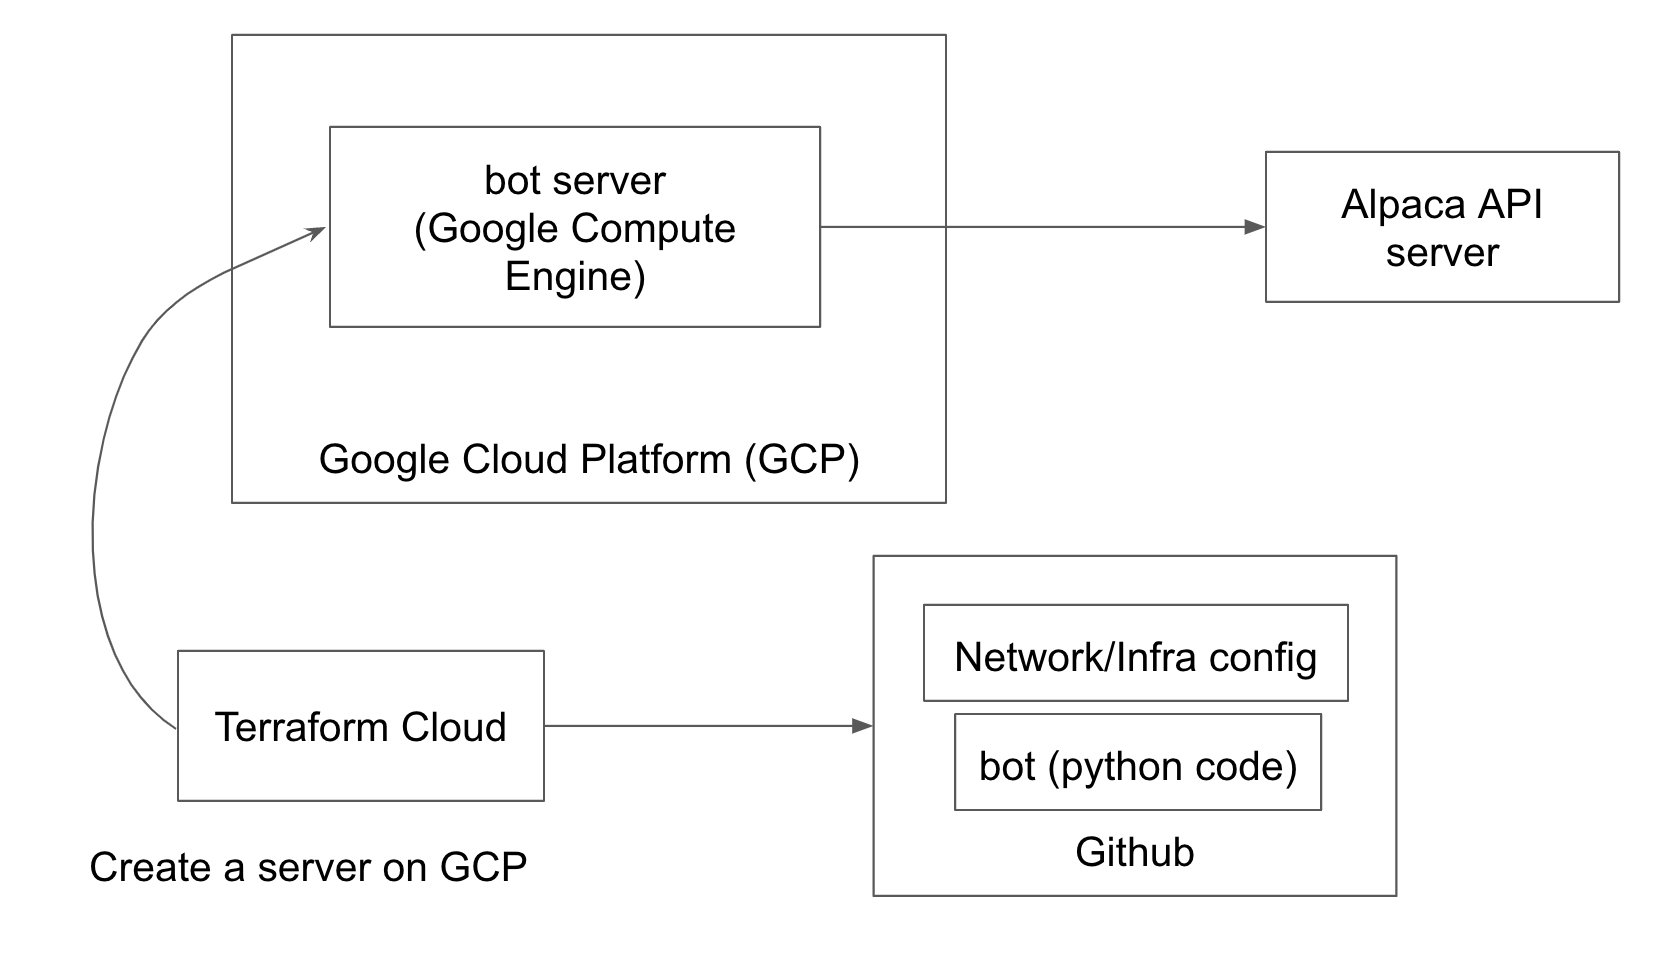 bot server
(Google Compute
Engine)
Alpaca API
server
Google Cloud Platform (GCP)
Network/Infra config
Terraform Cloud
bot (python code)
Github
Create a server on GCP